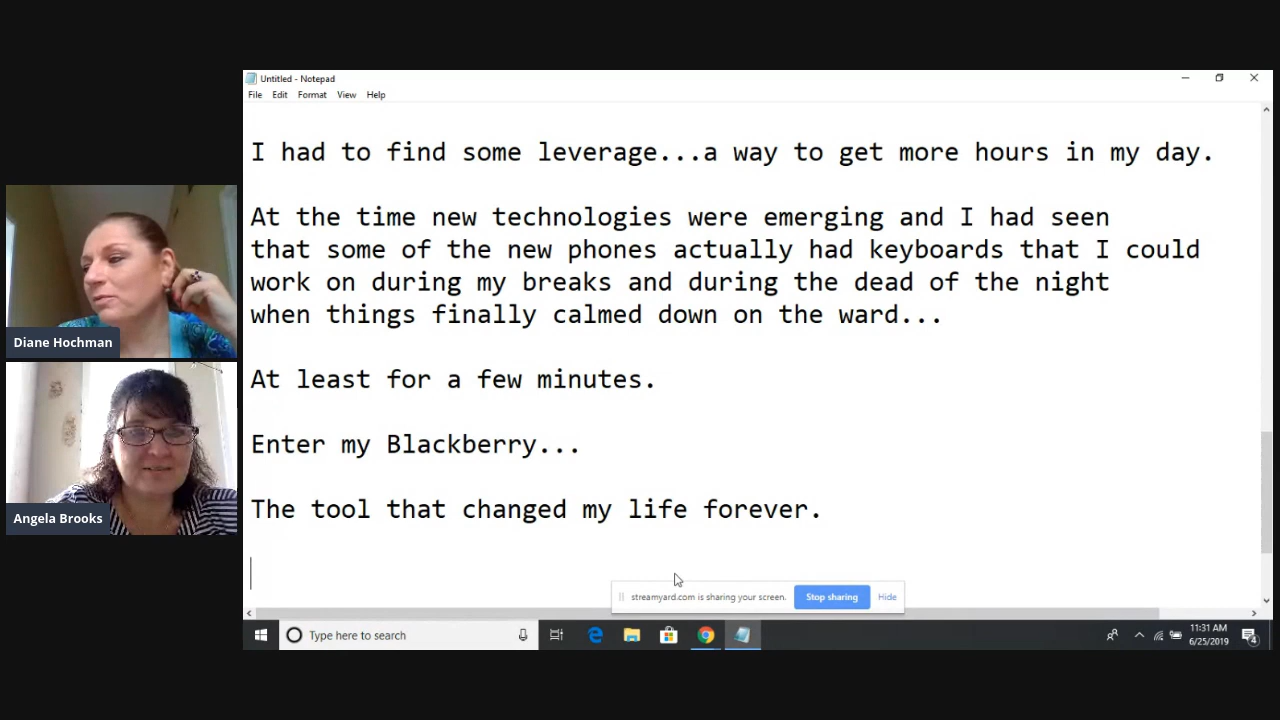 Untitled - Notepad
File Edit Format View Help
I had to find some leverage...a way to get more hours in my day.
At the time new technologies were emerging and I had seen
that some of the new phones actually had keyboards that I could
work on during my breaks and during the dead of the night
when things finally calmed down on the ward...
At least for a few minutes.
Enter my Blackberry...
The tool that changed my life forever.
Diane Hochman
Angela Brooks
streamyard.com is sharing your screen. Stop sharing Hide
Type here to search
11:31 AM
6/25/2019
4